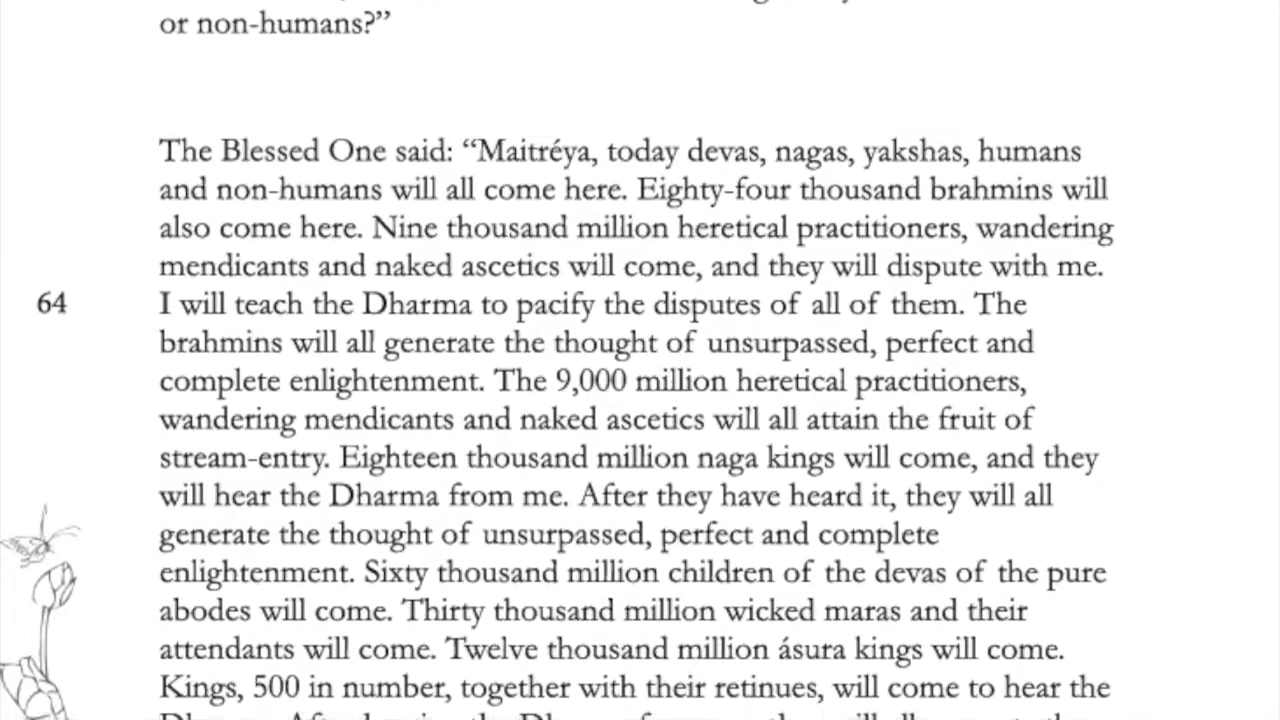 or non-humans?”
The Blessed One said: “Maitréya, today devas, nagas, yakshas, humans
and non-humans will all come here. Eighty-four thousand brahmins will
also come here. Nine thousand million heretical practitioners, wandering
mendicants and naked ascetics will come, and they will dispute with me.
64 I will teach the Dharma to pacify the disputes of all of them. The
brahmins will all generate the thought of unsurpassed, perfect and
complete enlightenment. The 9,000 million heretical practitioners,
wandering mendicants and naked ascetics will all attain the fruit of
stream-entry. Eighteen thousand million naga kings will come, and they
will hear the Dharma from me. After they have heard it, they will all
generate the thought of unsurpassed, perfect and complete
enlightenment. Sixty thousand million children of the devas of the pure
abodes will come. Thirty thousand million wicked maras and their
attendants will come. Twelve thousand million ásura kings will come.
Kings, 500 in number, together with their retinues, will come to hear the